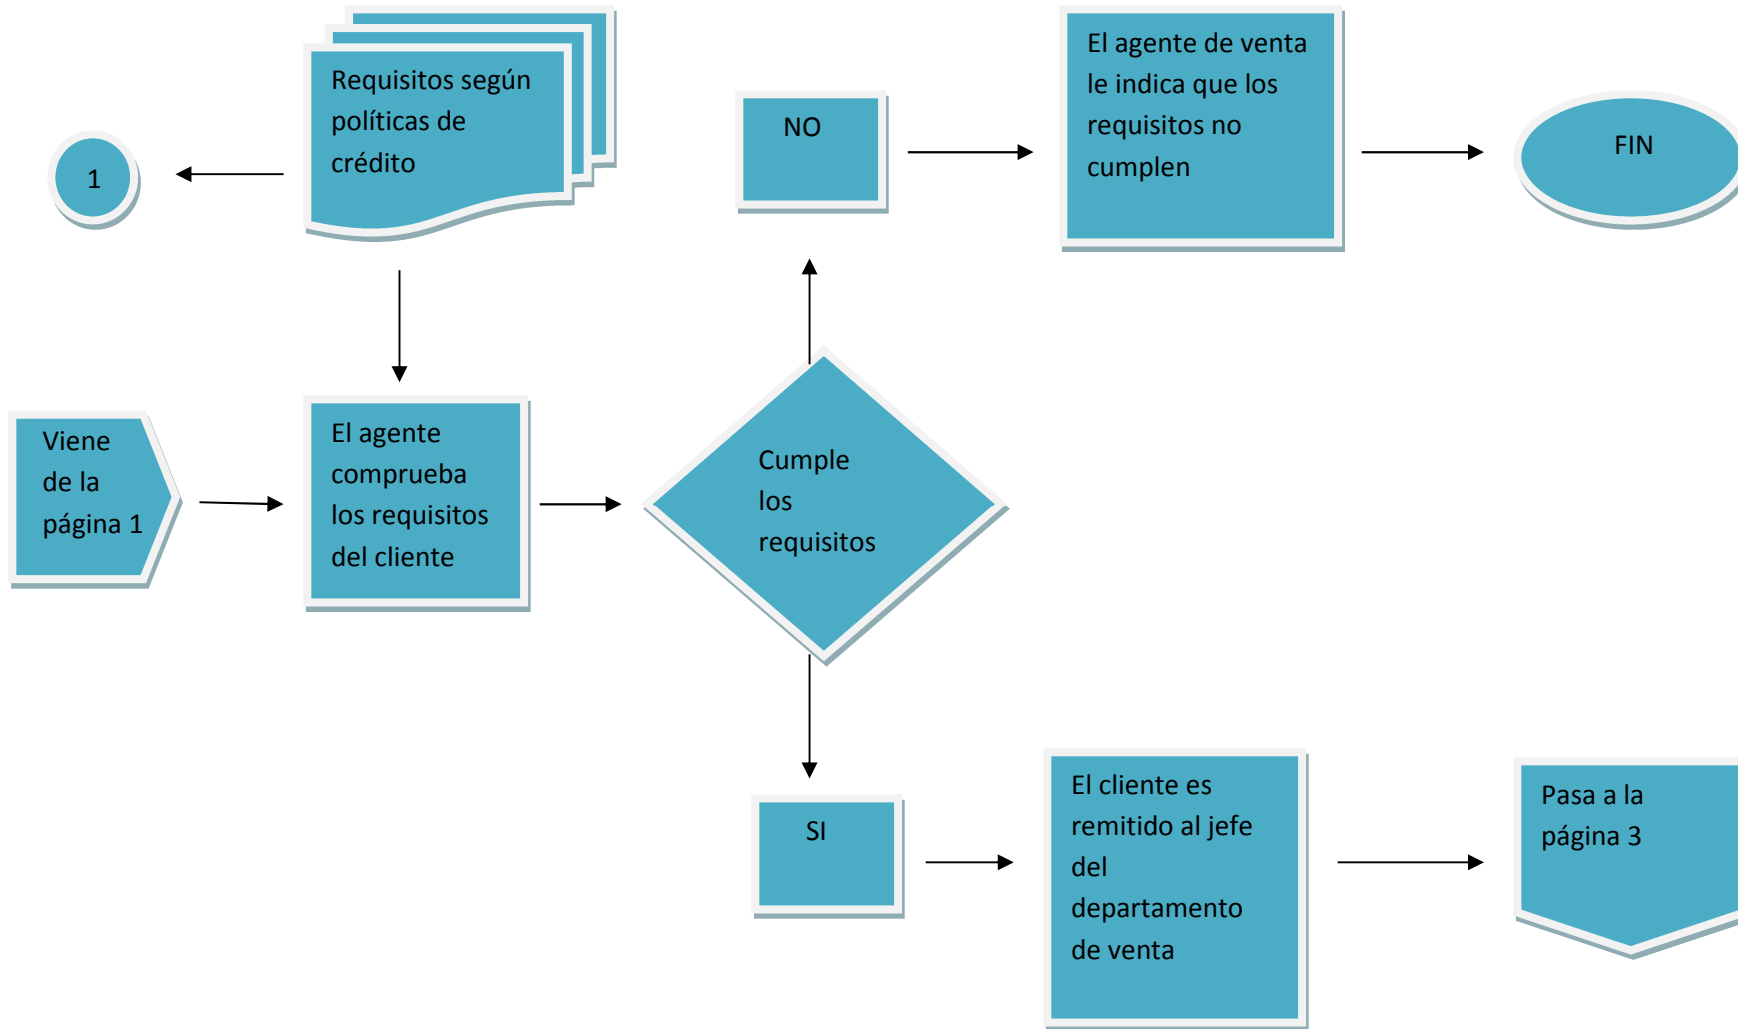 Requisitos según
políticas de
crédito
1
NO
El agente de venta
le indica que los
requisitos no
cumplen
FIN
Viene
de la
página 1
El agente
comprueba
los requisitos
del cliente
Cumple
los
requisitos
SI
El cliente es
remitido al jefe
del
departamento
de venta
Pasa a la
página 3